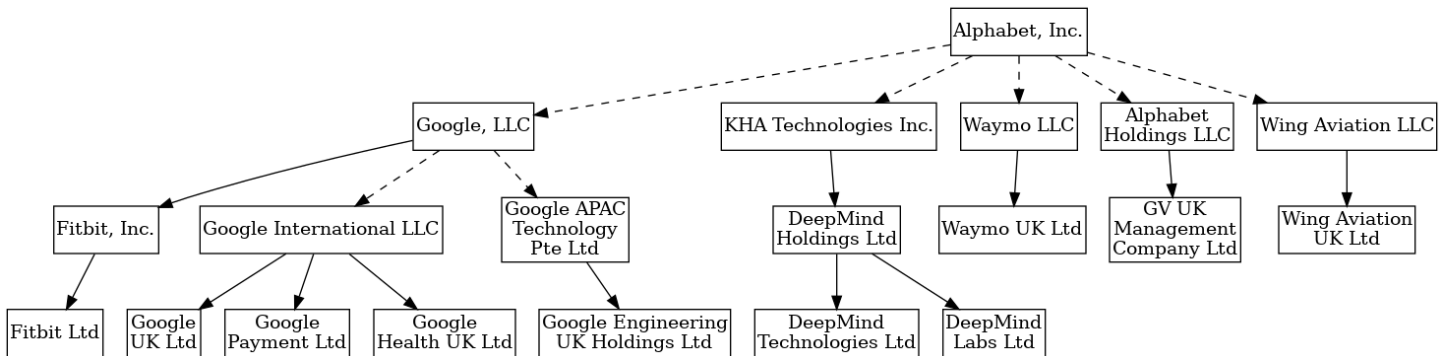 Alphabet, Inc.
Google, LLC
KHA Technologies Inc.
Waymo LLC
Alphabet
Holdings LLC
Wing Aviation LLC
Fitbit, Inc.
Google International LLC
Google APAC
Technology
Pte Ltd
DeepMind
Holdings Ltd
Waymo UK Ltd
GV UK
Management
Company Ltd
Wing Aviation
UK Ltd
Fitbit Ltd
Google
UK Ltd
Google
Payment Ltd
Google
Health UK Ltd
Google Engineering
UK Holdings Ltd
DeepMind
Technologies Ltd
DeepMind
Labs Ltd